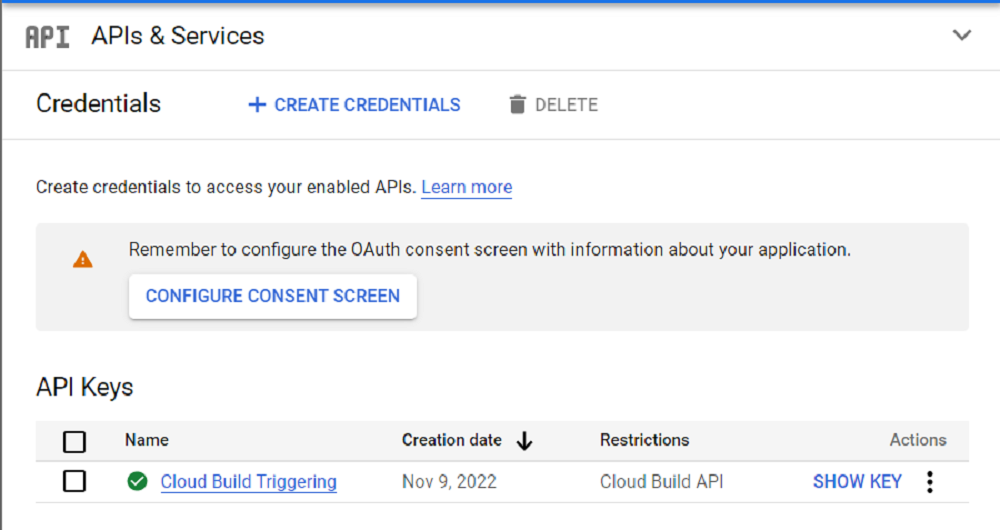 API APIs & Services
Credentials + CREATE CREDENTIALS DELETE
Create credentials to access your enabled APIs. Learn more
Remember to configure the OAuth consent screen with information about your application.
CONFIGURE CONSENT SCREEN
API Keys
Name Creation date Restrictions Actions
Cloud Build Triggering Nov 9, 2022 Cloud Build API SHOW KEY